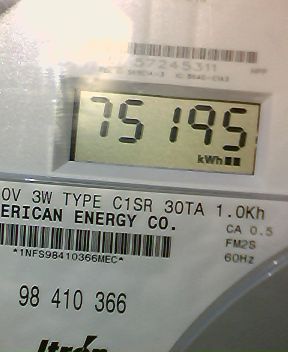 57245311
75195
kWh
0V 3W TYPE C1SR 30TA 1.0Kh
ERICAN ENERGY CO.
CA 0.5
FM2S
*1NFS98410366MEC*
60Hz
98 410 366
Itron